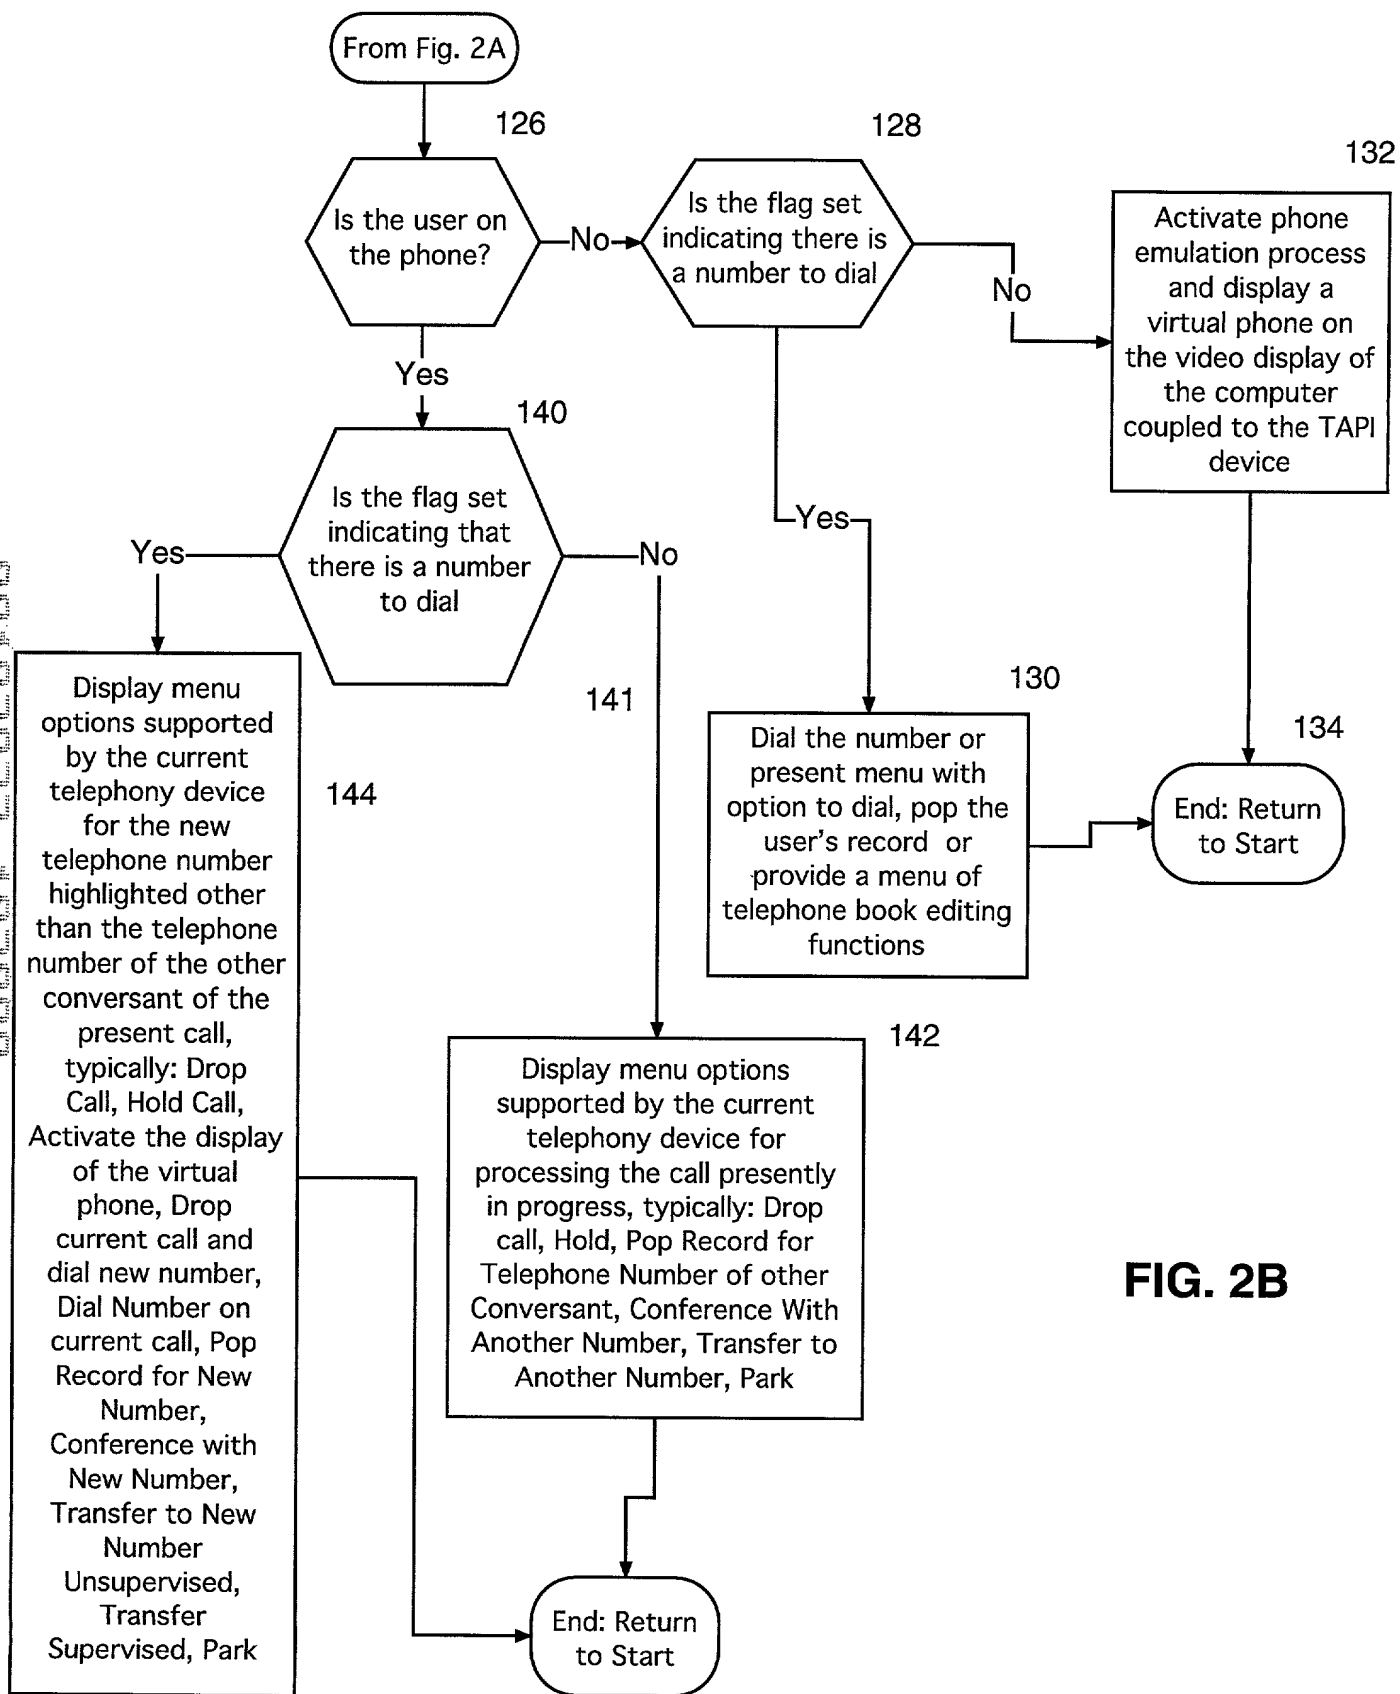 From Fig. 2A
126
128
132
Is the user on
the phone?
No
Is the flag set
indicating there is
a number to dial
No
Activate phone
emulation process
and display a
virtual phone on
the video display of
the computer
coupled to the TAPI
device
Yes
140
Is the flag set
indicating that
there is a number
to dial
Yes
No
Yes
141
130
134
Display menu
options supported
by the current
telephony device
for the new
telephone number
highlighted other
than the telephone
number of the other
conversant of the
present call,
typically: Drop
Call, Hold Call,
Activate the display
of the virtual
phone, Drop
current call and
dial new number,
Dial Number on
current call, Pop
Record for New
Number,
Conference with
New Number,
Transfer to New
Number
Unsupervised,
Transfer
Supervised, Park
144
Dial the number or
present menu with
option to dial, pop the
user's record or
provide a menu of
telephone book editing
functions
End: Return
to Start
142
Display menu options
supported by the current
telephony device for
processing the call presently
in progress, typically: Drop
call, Hold, Pop Record for
Telephone Number of other
Conversant, Conference With
Another Number, Transfer to
Another Number, Park
FIG. 2B
End: Return
to Start